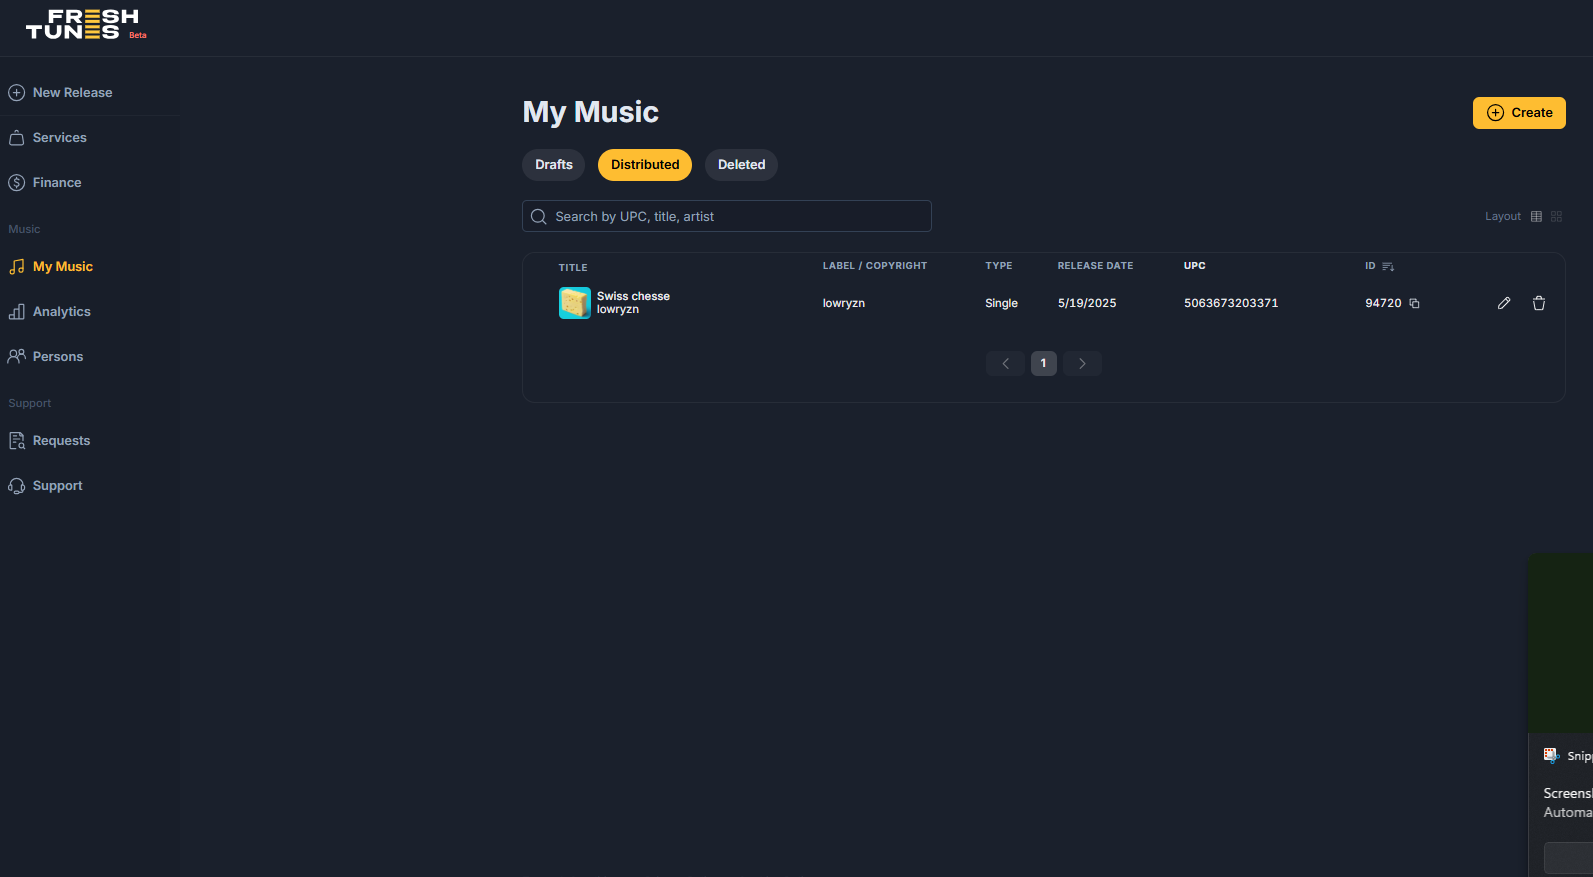 FRESH
TUNES Beta
New Release
Services
Finance
Music
My Music
Analytics
Persons
Support
Requests
Support
My Music
Create
Drafts
Distributed
Deleted
Search by UPC, title, artist
Layout
TITLE LABEL / COPYRIGHT TYPE RELEASE DATE UPC ID
Swiss chesse
lowryzn
lowryzn Single 5/19/2025 5063673203371 94720
1
Snipp
Screensh
Automa